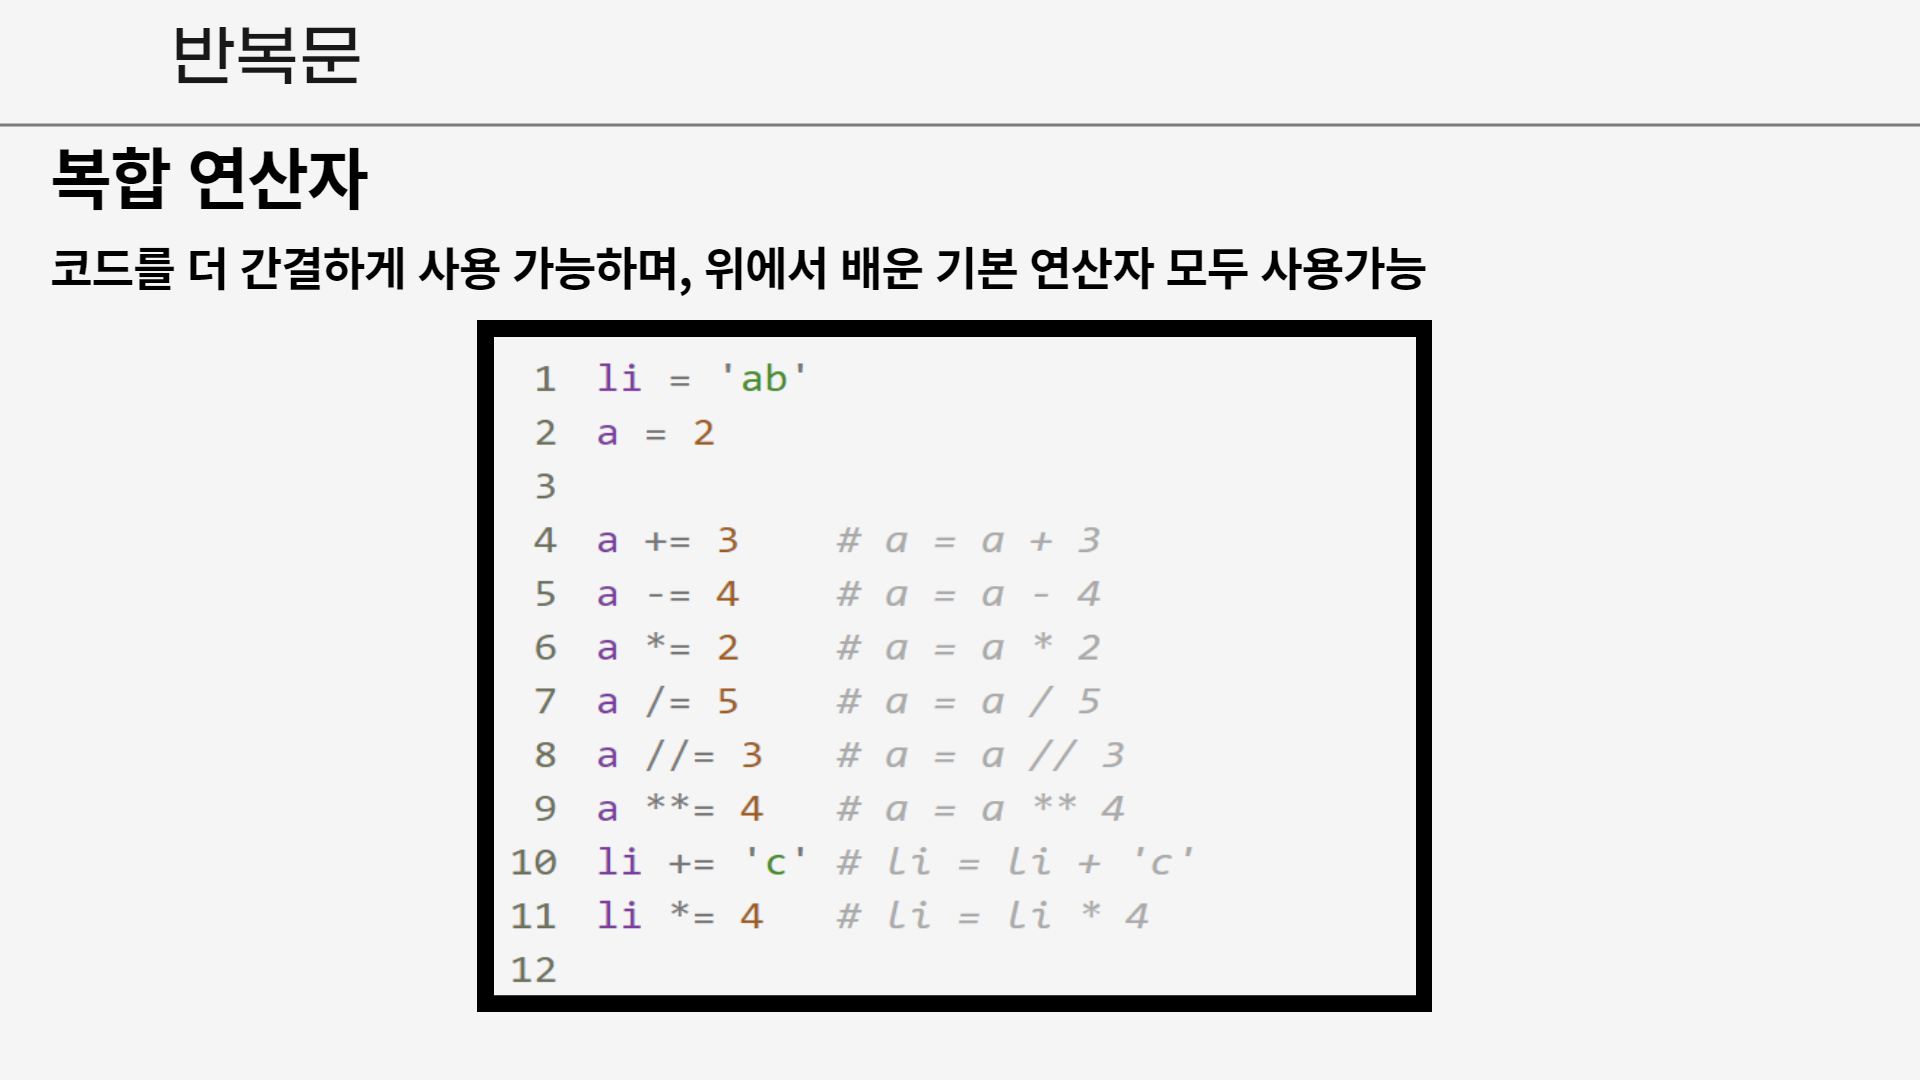 반복문
복합 연산자
코드를 더 간결하게 사용 가능하며, 위에서 배운 기본 연산자 모두 사용가능
1 li = 'ab'
2 a = 2
3
4 a += 3 # a = a + 3
5 a -= 4 # a = a - 4
6 a *= 2 # a = a * 2
7 a /= 5 # a = a / 5
8 a //= 3 # a = a // 3
9 a **= 4 # a = a ** 4
10 li += 'c' # li = li + 'c'
11 li *= 4 # li = li * 4
12